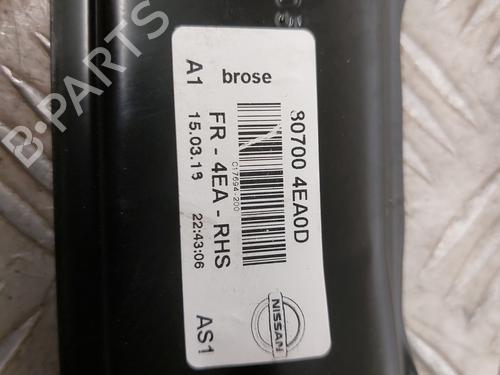 brose
A1
80700 4EA0D
C17694-200
FR - 4EA - RHS
15.03.18
22:43:06
AS1
NISSAN
B-PARTS